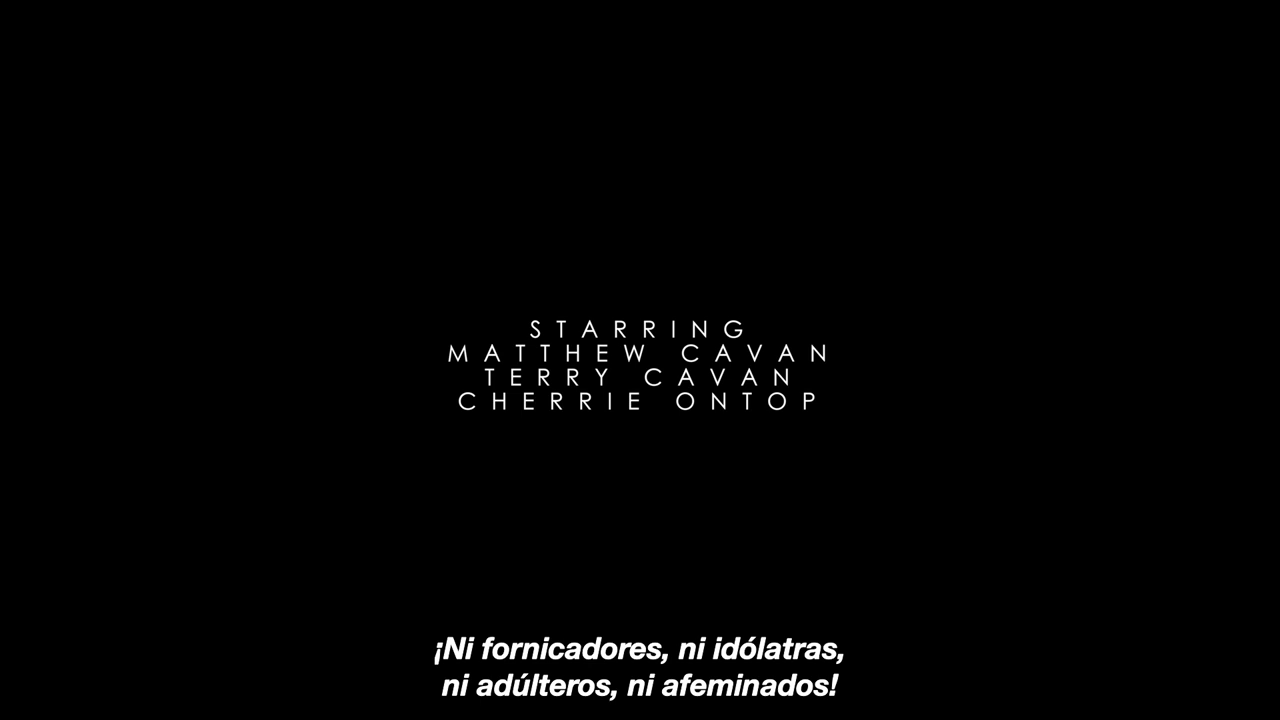 STARRING
MATTHEW CAVAN
TERRY CAVAN
CHERRIE ONTOP
¡Ni fornicadores, ni idólatras,
ni adúlteros, ni afeminados!